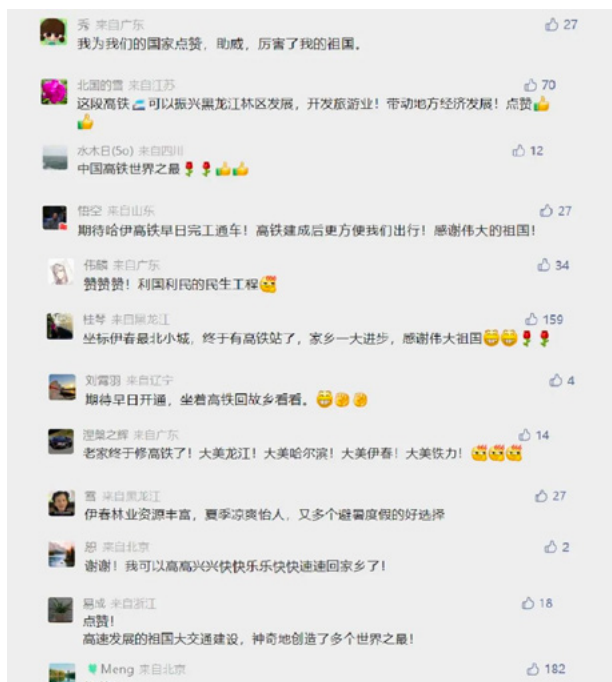 秀 来自广东
27
我为我们的国家点赞，助威，厉害了我的祖国。
北国的雪 来自江苏
70
这段高铁🚄可以振兴黑龙江林区发展，开发旅游业！带动地方经济发展！点赞👍
👍
水木日(So) 来自四川
12
中国高铁世界之最🌹🌹👍👍
悟空 来自山东
27
期待哈伊高铁早日完工通车！高铁建成后更方便我们出行！感谢伟大的祖国！
伟麟 来自广东
34
赞赞赞！利国利民的民生工程
桂琴 来自黑龙江
159
坐标伊春最北小城，终于有高铁站了，家乡一大进步，感谢伟大祖国😁😁🌹🌹
刘霄羽 来自辽宁
4
期待早日开通，坐着高铁回故乡看看。😁✊✊
涅槃之辉 来自广东
14
老家终于修高铁了！大美龙江！大美哈尔滨！大美伊春！大美铁力！
来自黑龙江
27
伊春林业资源丰富，夏季凉爽怡人，又多个避暑度假的好选择
恕 来自北京
2
谢谢！我可以高高兴兴快快乐乐快快速速回家乡了！
易成 来自浙江
18
点赞！
高速发展的祖国大交通建设，神奇地创造了多个世界之最！
Meng 来自北京
182